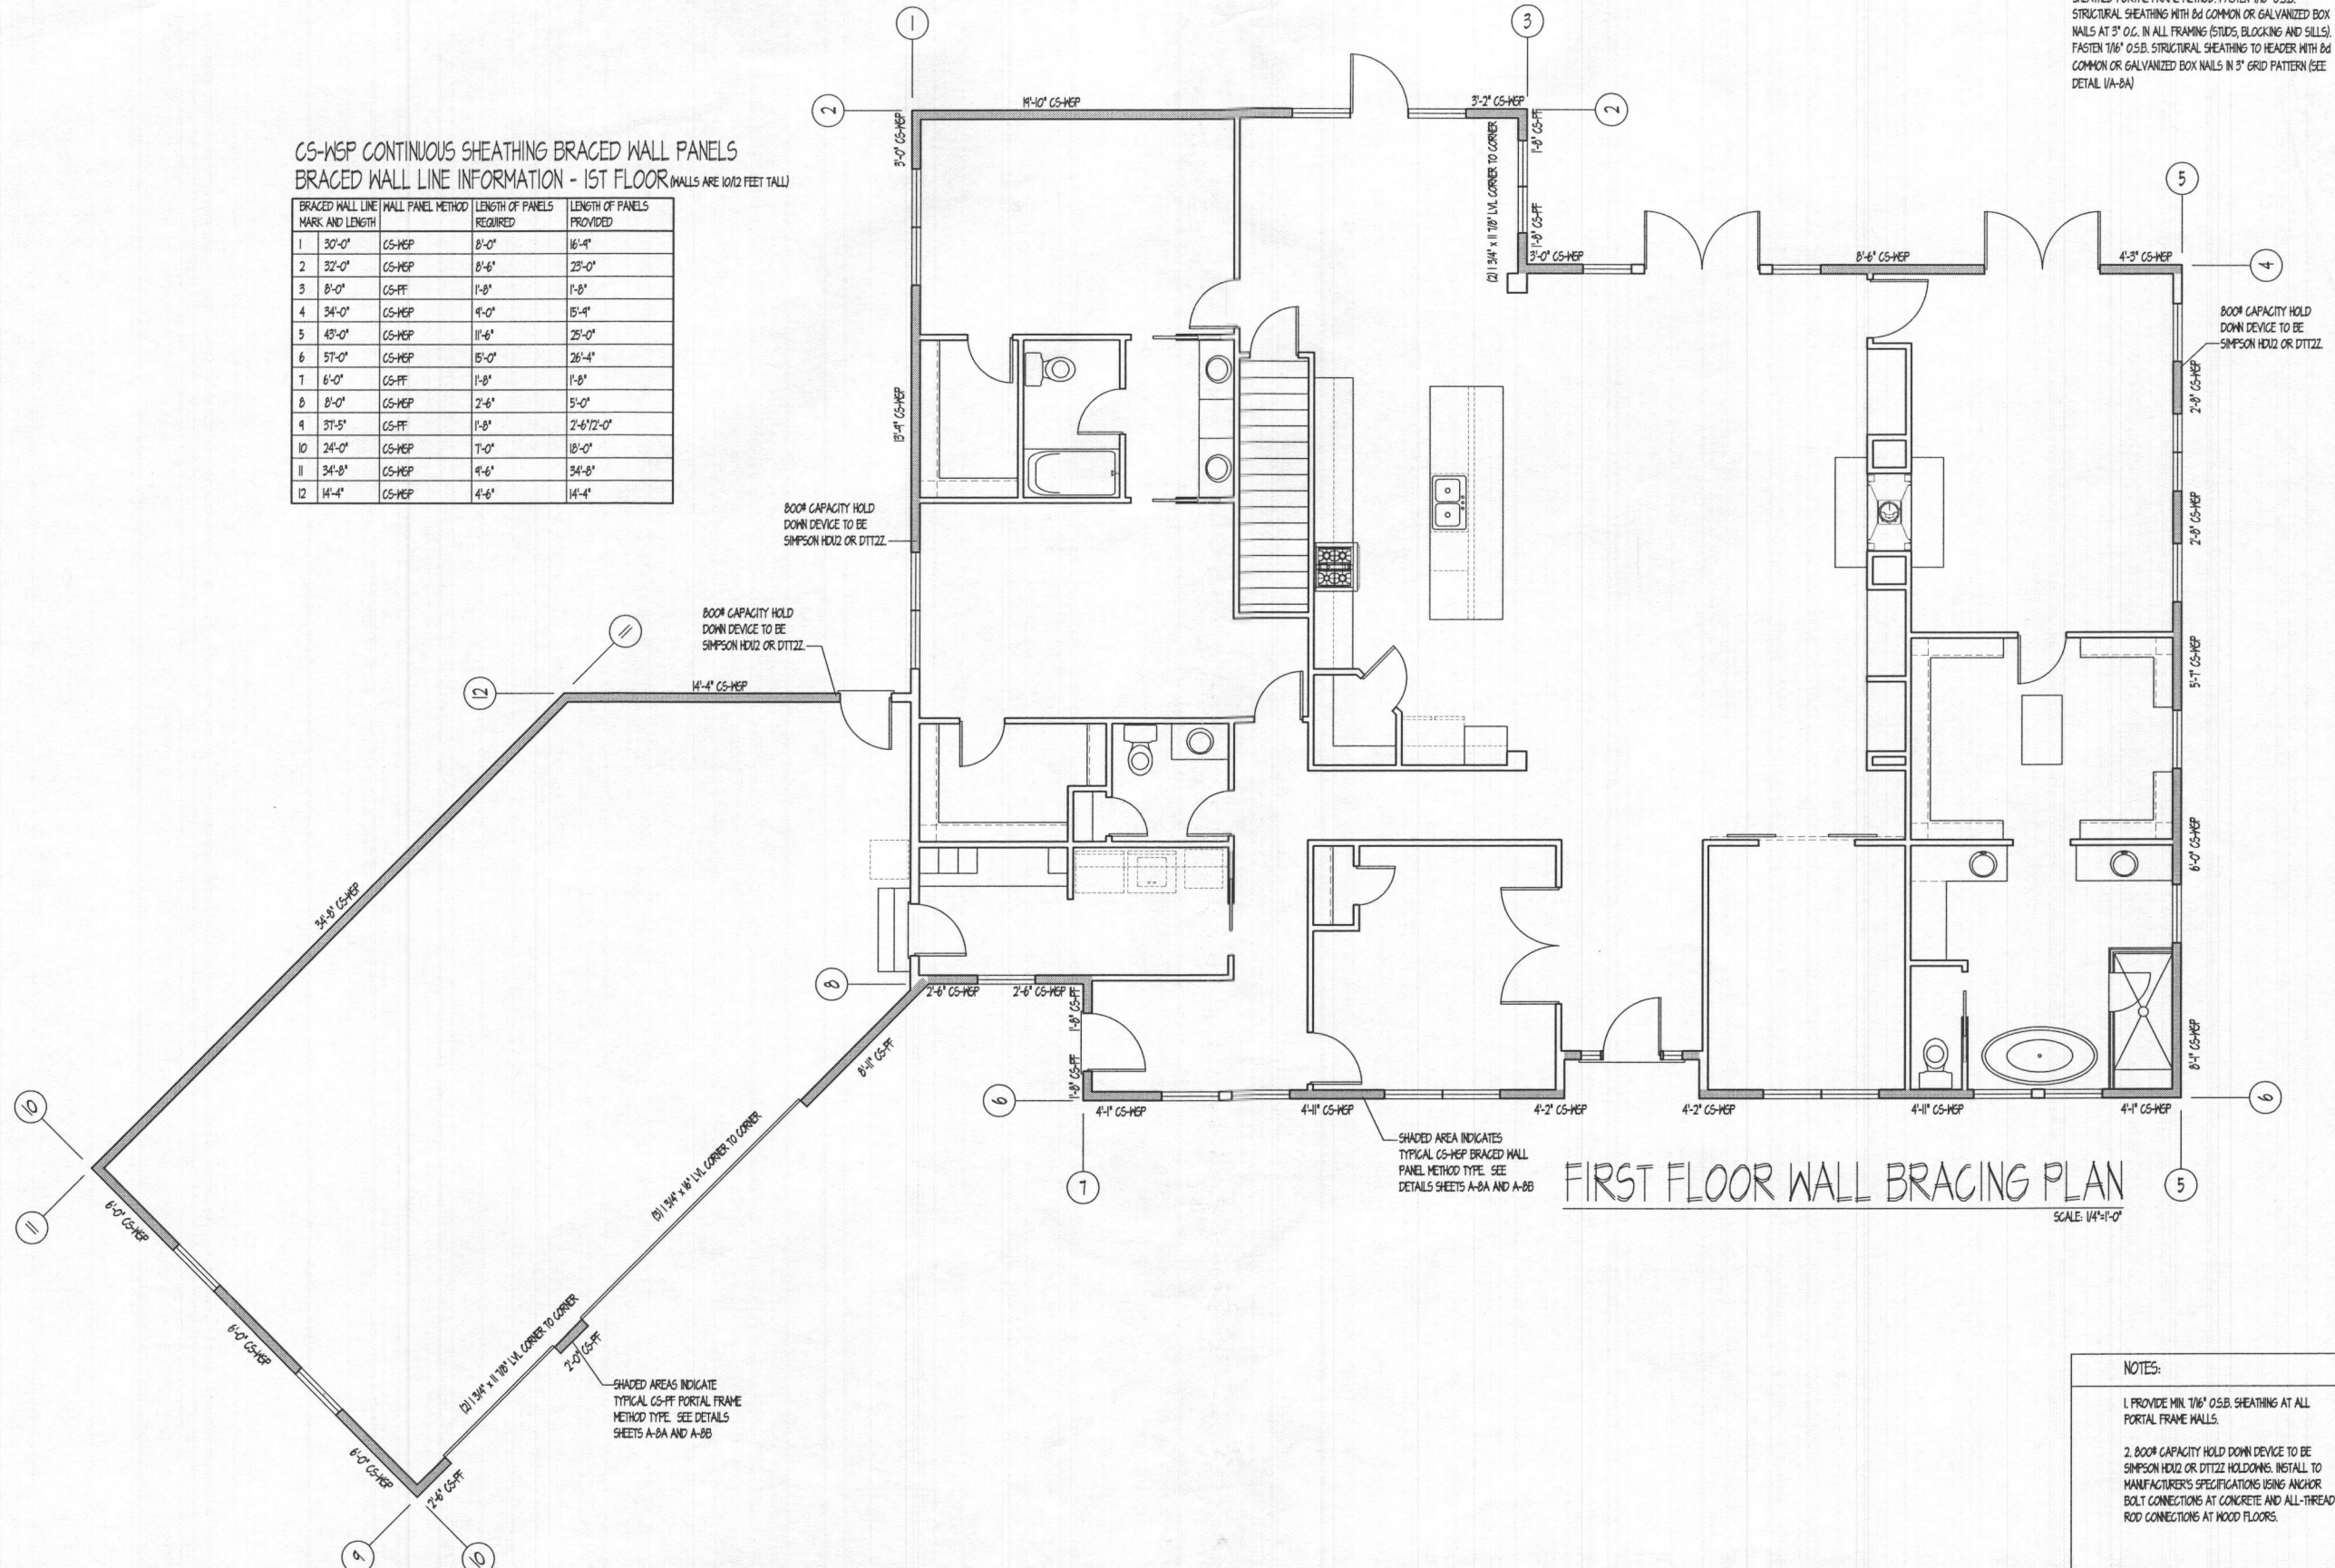 STRUCTURAL SHEATHING WITH 8d COMMON OR GALVANIZED BOX
NAILS AT 3" O.C. IN ALL FRAMING (STUDS, BLOCKING AND SILLS).
FASTEN 7/16" O.S.B. STRUCTURAL SHEATHING TO HEADER WITH 8d
COMMON OR GALVANIZED BOX NAILS IN 3" GRID PATTERN (SEE
DETAIL 1/A-8A)
CS-WSP CONTINUOUS SHEATHING BRACED WALL PANELS
BRACED WALL LINE INFORMATION - 1ST FLOOR (WALLS ARE 10/12 FEET TALL)
BRACED WALL LINE MARK AND LENGTH WALL PANEL METHOD LENGTH OF PANELS REQUIRED LENGTH OF PANELS PROVIDED
1 30'-0" CS-WSP 8'-0" 16'-9"
2 32'-0" CS-WSP 8'-6" 23'-0"
3 8'-0" CS-PF 1'-8" 1'-8"
4 34'-0" CS-WSP 9'-0" 15'-9"
5 43'-0" CS-WSP 11'-6" 25'-0"
6 57'-0" CS-WSP 15'-0" 26'-4"
7 6'-0" CS-PF 1'-8" 1'-8"
8 8'-0" CS-WSP 2'-6" 5'-0"
9 37'-5" CS-PF 1'-8" 2'-6"/2'-0"
10 24'-0" CS-WSP 7'-0" 18'-0"
11 34'-8" CS-WSP 9'-6" 34'-8"
12 14'-4" CS-WSP 4'-6" 14'-4"
1
3
2
19'-10" CS-WSP
3'-2" CS-WSP
2
3'-0" CS-WSP
1'-8" CS-PF
(2) 1 3/4" x 11 7/8" LVL CORNER TO CORNER
1'-8" CS-PF
5
3'-0" CS-WSP
8'-6" CS-WSP
4'-3" CS-WSP
4
800# CAPACITY HOLD
DOWN DEVICE TO BE
SIMPSON HDU2 OR DTT2Z.
2'-8" CS-WSP
13'-9" CS-WSP
800# CAPACITY HOLD
DOWN DEVICE TO BE
SIMPSON HDU2 OR DTT2Z.
2'-8" CS-WSP
800# CAPACITY HOLD
DOWN DEVICE TO BE
SIMPSON HDU2 OR DTT2Z.
11
12
14'-4" CS-WSP
5'-7" CS-WSP
34'-8" CS-WSP
6'-0" CS-WSP
8
2'-6" CS-WSP
2'-6" CS-WSP
1'-8" CS-PF
1'-8" CS-PF
8'-11" CS-PF
8'-1" CS-WSP
6
4'-1" CS-WSP
4'-11" CS-WSP
4'-2" CS-WSP
4'-2" CS-WSP
4'-11" CS-WSP
4'-1" CS-WSP
6
10
(3) 1 3/4" x 16" LVL CORNER TO CORNER
7
SHADED AREA INDICATES
TYPICAL CS-WSP BRACED WALL
PANEL METHOD TYPE. SEE
DETAILS SHEETS A-8A AND A-8B
FIRST FLOOR WALL BRACING PLAN
SCALE: 1/4"=1'-0"
5
11
6'-0" CS-WSP
6'-0" CS-WSP
(2) 1 3/4" x 11 7/8" LVL CORNER TO CORNER
2'-0" CS-PF
SHADED AREAS INDICATE
TYPICAL CS-PF PORTAL FRAME
METHOD TYPE. SEE DETAILS
SHEETS A-8A AND A-8B
6'-0" CS-WSP
2'-6" CS-PF
9
10
NOTES:
1. PROVIDE MIN. 7/16" O.S.B. SHEATHING AT ALL
PORTAL FRAME WALLS.
2. 800# CAPACITY HOLD DOWN DEVICE TO BE
SIMPSON HDU2 OR DTT2Z HOLDOWNS. INSTALL TO
MANUFACTURER'S SPECIFICATIONS USING ANCHOR
BOLT CONNECTIONS AT CONCRETE AND ALL-THREAD
ROD CONNECTIONS AT WOOD FLOORS.